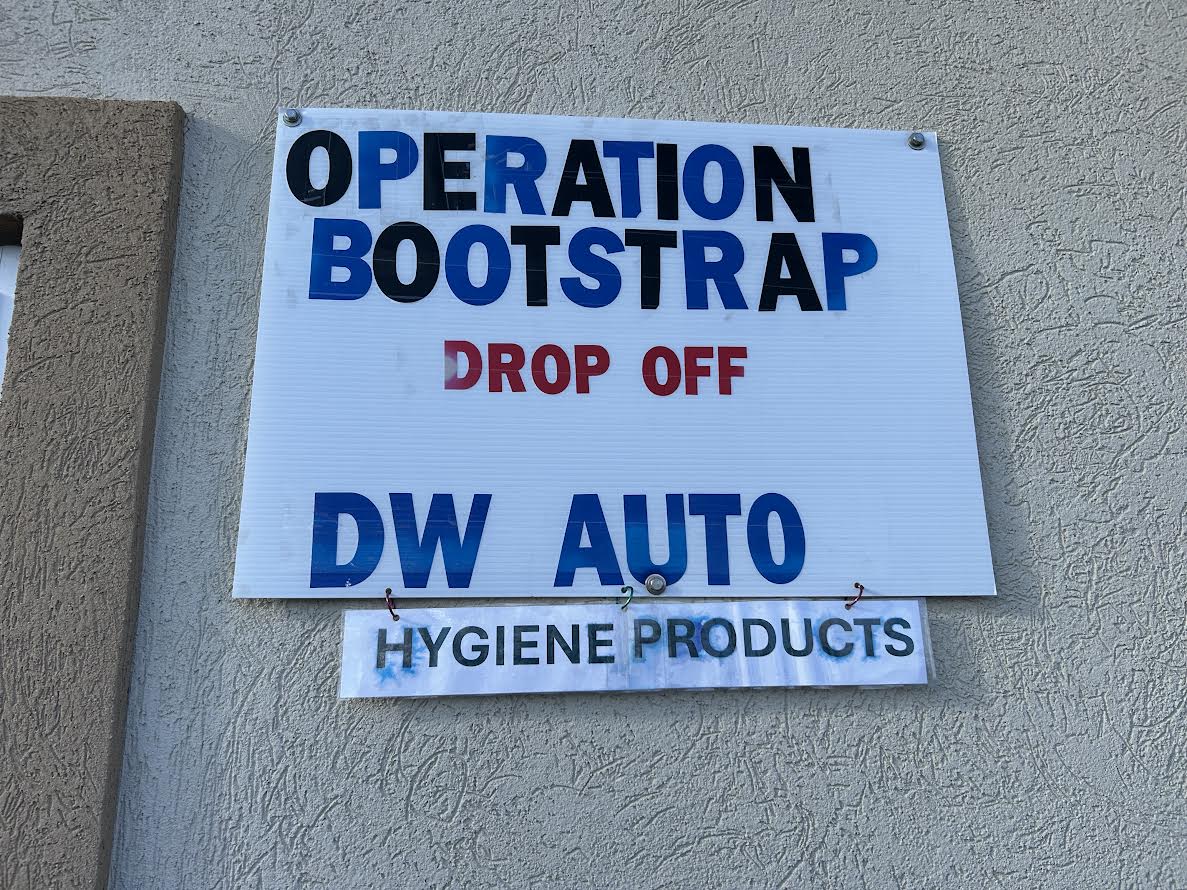 OPERATION
BOOTSTRAP
DROP OFF
DW AUTO
HYGIENE PRODUCTS